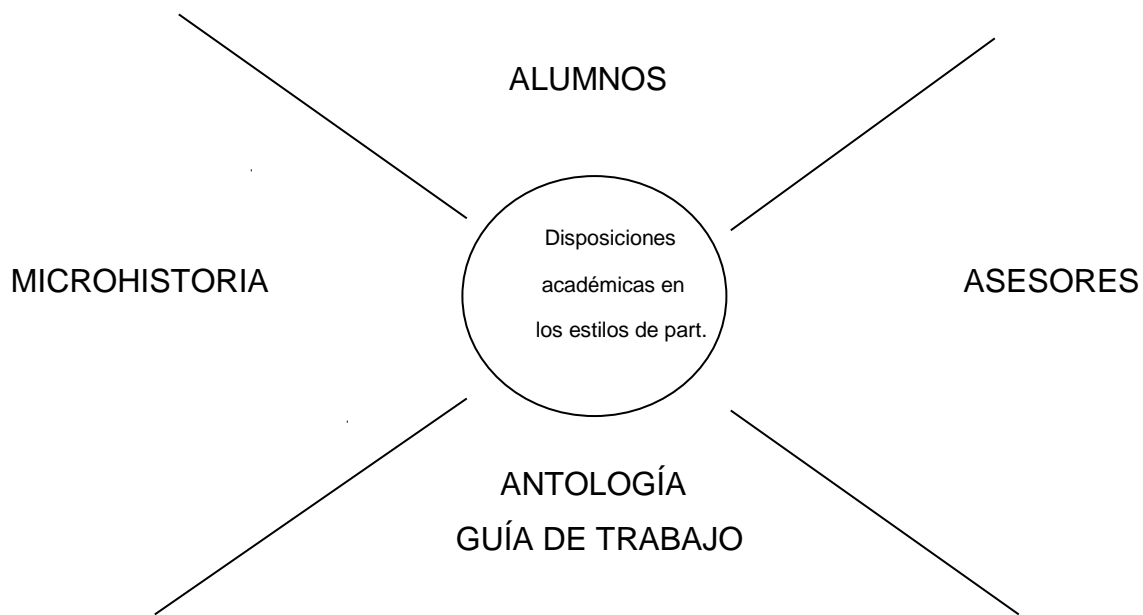 ALUMNOS
Disposiciones
académicas en
los estilos de part.
MICROHISTORIA
ASESORES
ANTOLOGÍA
GUÍA DE TRABAJO